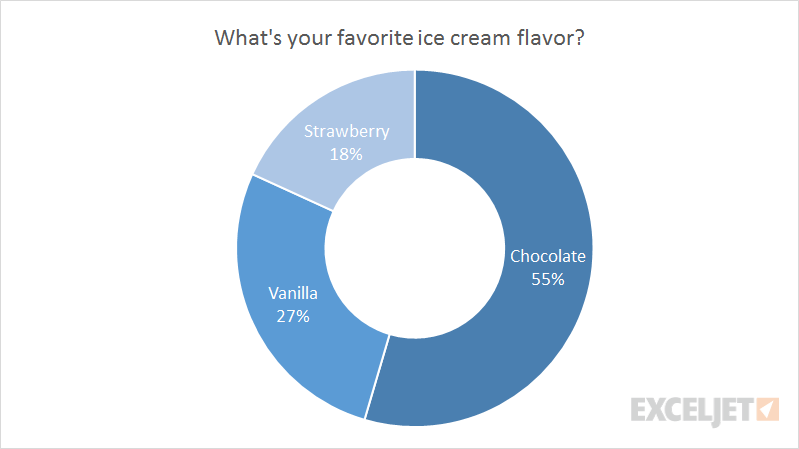 What's your favorite ice cream flavor?
Strawberry
18%
Chocolate
55%
Vanilla
27%
EXCELJET